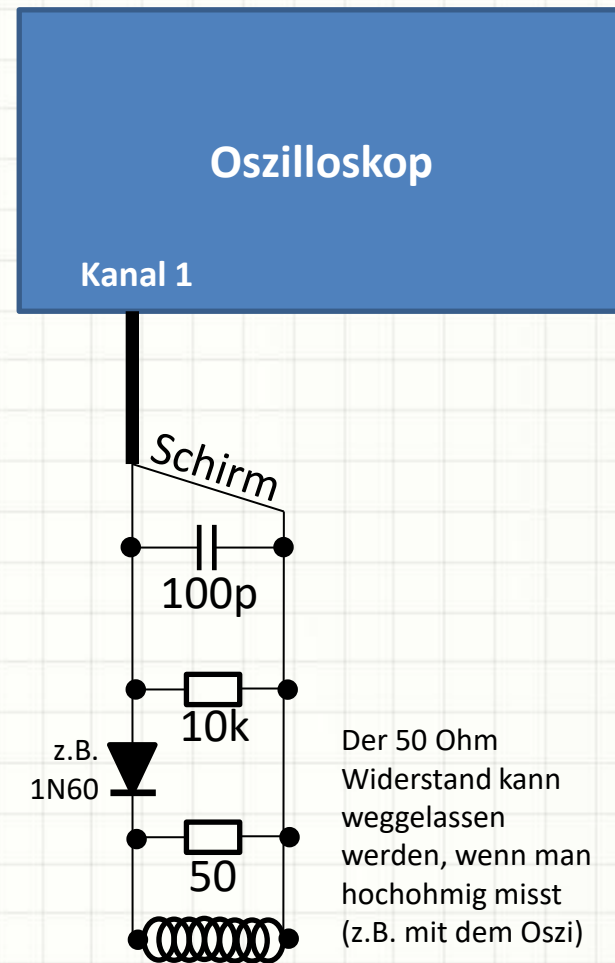 Oszilloskop
Kanal 1
Schirm
100p
10k
z.B.
1N60
50
Der 50 Ohm
Widerstand kann
weggelassen
werden, wenn man
hochohmig misst
(z.B. mit dem Oszi)